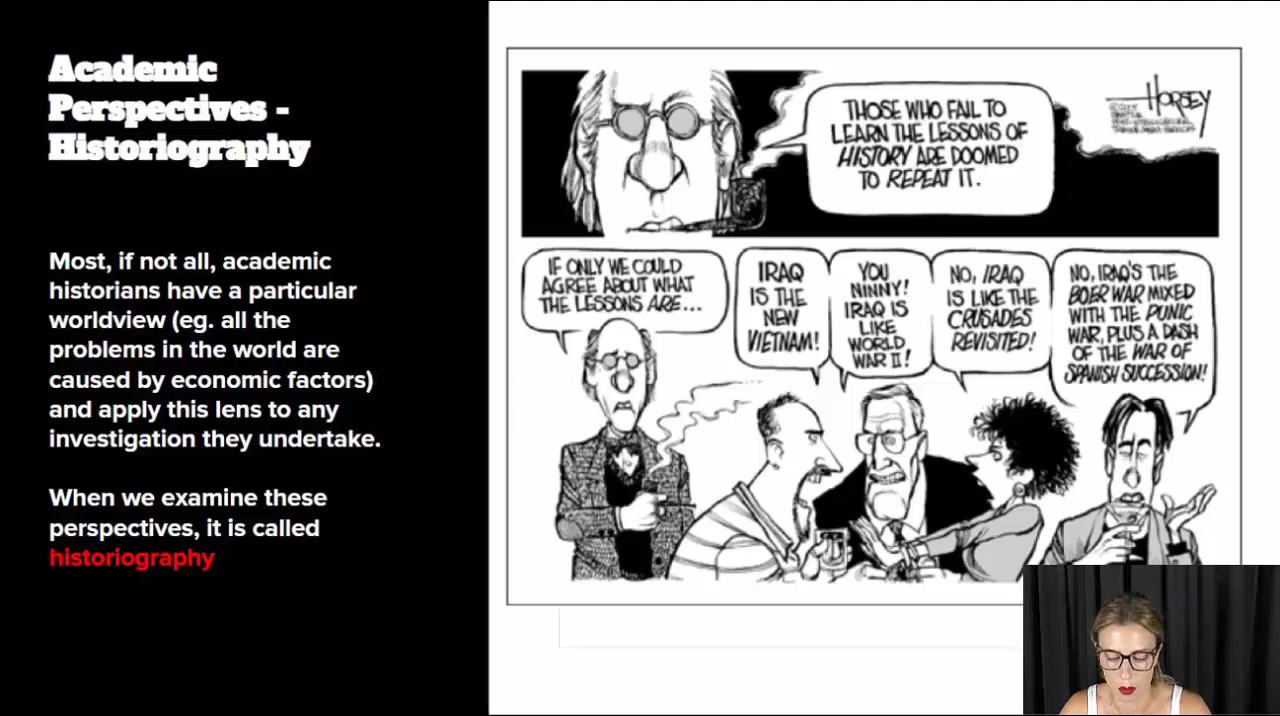 Academic
Perspectives -
Historiography
Most, if not all, academic
historians have a particular
worldview (eg. all the
problems in the world are
caused by economic factors)
and apply this lens to any
investigation they undertake.
When we examine these
perspectives, it is called
historiography
THOSE WHO FAIL TO
LEARN THE LESSONS OF
HISTORY ARE DOOMED
TO REPEAT IT.
HORSEY
IF ONLY WE COULD
AGREE ABOUT WHAT
THE LESSONS ARE...
IRAQ
IS THE
NEW
VIETNAM!
YOU
NINNY!
IRAQ IS
LIKE
WORLD
WAR II!
NO, IRAQ
IS LIKE THE
CRUSADES
REVISITED!
NO, IRAQ'S THE
BOER WAR MIXED
WITH THE PUNIC
WAR, PLUS A DASH
OF THE WAR OF
SPANISH SUCCESSION!